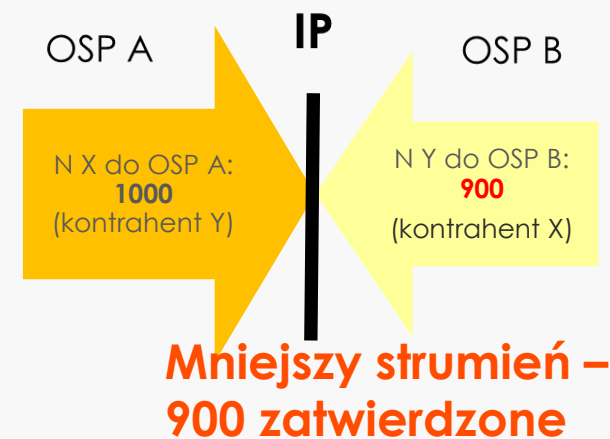 IP
OSP A
OSP B
N X do OSP A:
1000
(kontrahent Y)
N Y do OSP B:
900
(kontrahent X)
Mniejszy strumień –
900 zatwierdzone